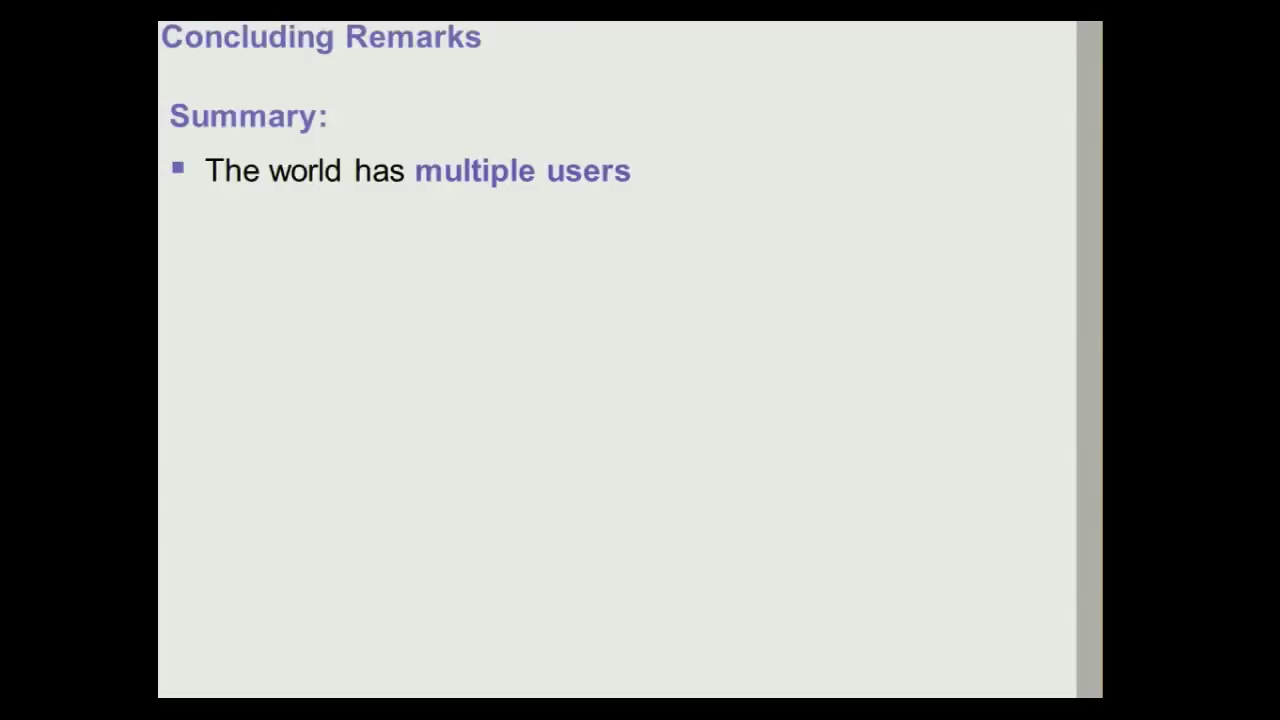 Concluding Remarks
Summary:
▪ The world has multiple users